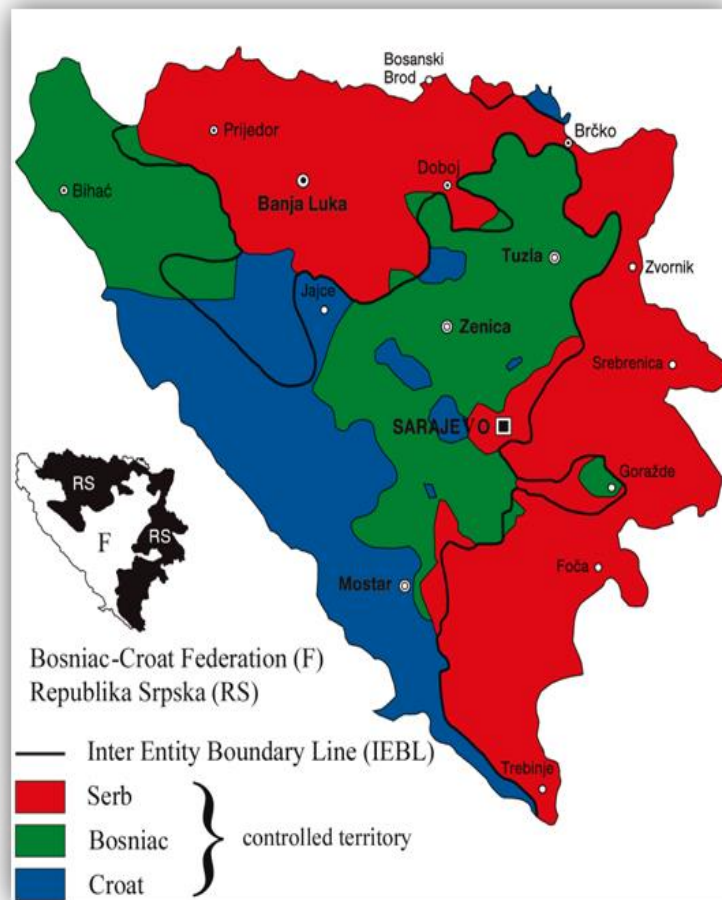 Bosanski
Brod
Brčko
Prijedor
Doboj
Bihać
Banja Luka
Tuzla
Zvornik
Jajce
Zenica
Srebrenica
SARAJEVO
Goražde
RS
F
RS
Foča
Mostar
Bosniac-Croat Federation (F)
Republika Srpska (RS)
Inter Entity Boundary Line (IEBL)
Trebinje
Serb
Bosniac
controlled territory
Croat